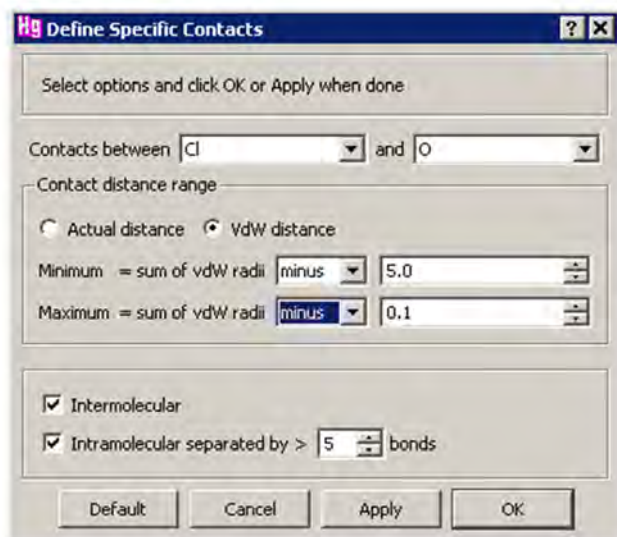 Hg Define Specific Contacts ? X
Select options and click OK or Apply when done
Contacts between Cl and O
Contact distance range
Actual distance VdW distance
Minimum = sum of vdW radii minus 5.0
Maximum = sum of vdW radii minus 0.1
Intermolecular
Intramolecular separated by > 5 bonds
Default Cancel Apply OK